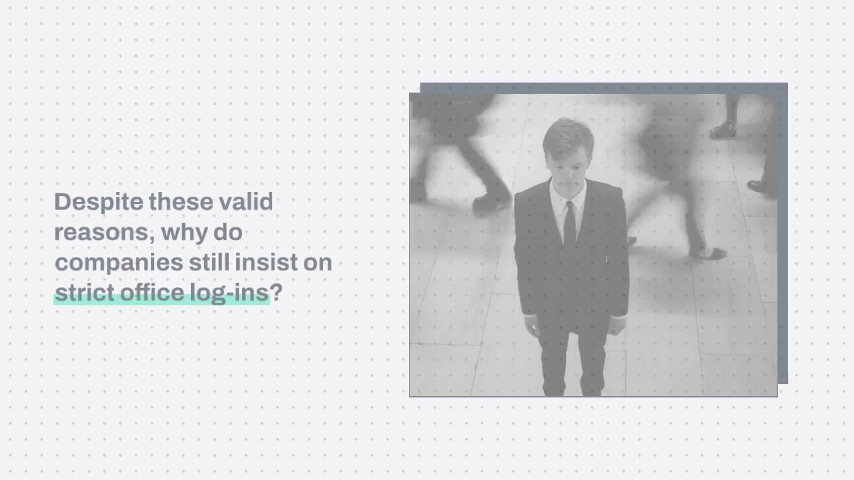 Despite these valid
reasons, why do
companies still insist on
strict office log-ins?